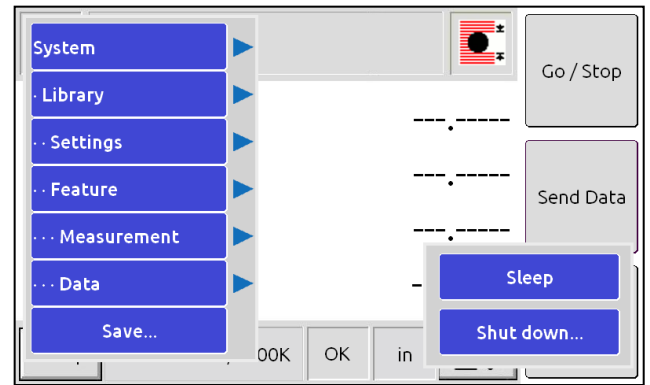 System
· Library
· · Settings
· · Feature
· · · Measurement
· · · Data
Save...
---.-----
---.-----
---.-----
Go / Stop
Send Data
Sleep
Shut down...
00K
OK
in